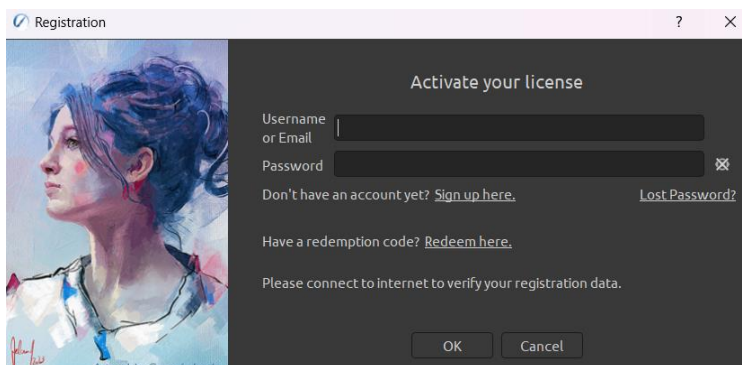 Registration
?
Activate your license
Username
or Email
Password
Don't have an account yet? Sign up here.
Lost Password?
Have a redemption code? Redeem here.
Please connect to internet to verify your registration data.
OK
Cancel